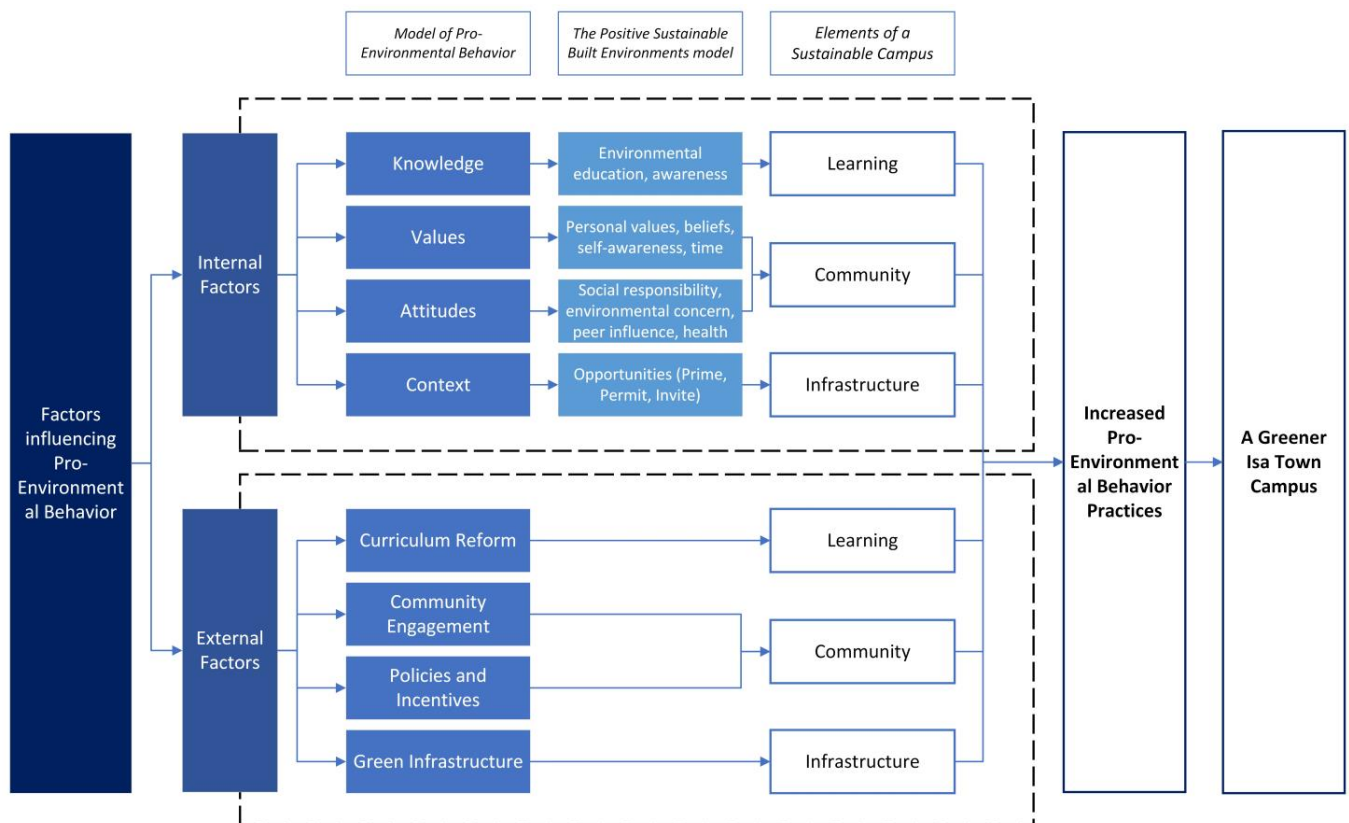 Model of Pro-
Environmental Behavior
The Positive Sustainable
Built Environments model
Elements of a
Sustainable Campus
Factors
influencing
Pro-
Environment
al Behavior
Internal
Factors
Knowledge
Environmental
education, awareness
Learning
Values
Personal values, beliefs,
self-awareness, time
Community
Attitudes
Social responsibility,
environmental concern,
peer influence, health
Context
Opportunities (Prime,
Permit, Invite)
Infrastructure
External
Factors
Curriculum Reform
Learning
Community
Engagement
Community
Policies and
Incentives
Green Infrastructure
Infrastructure
Increased
Pro-
Environment
al Behavior
Practices
A Greener
Isa Town
Campus